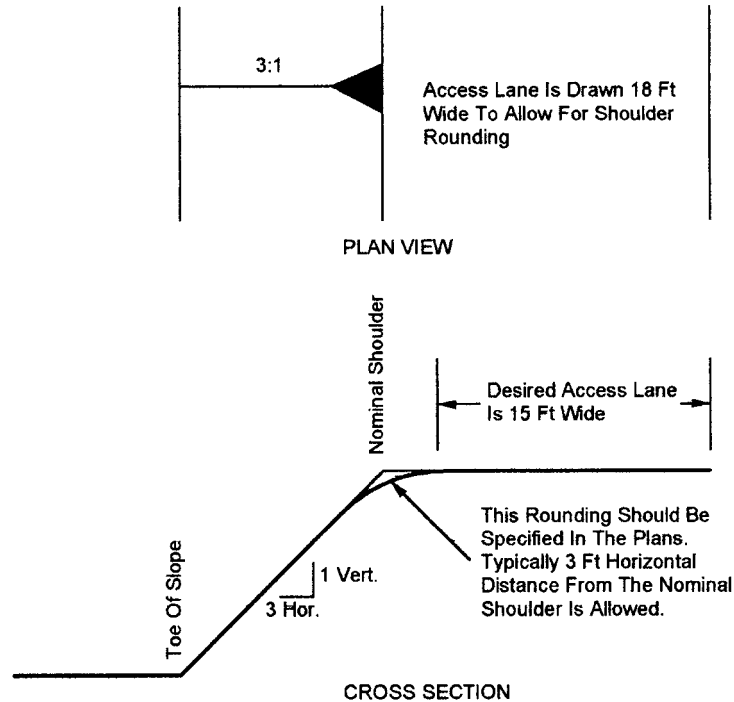 3:1
Access Lane Is Drawn 18 Ft
Wide To Allow For Shoulder
Rounding
PLAN VIEW
Nominal Shoulder
Desired Access Lane
Is 15 Ft Wide
This Rounding Should Be
Specified In The Plans.
Typically 3 Ft Horizontal
Distance From The Nominal
Shoulder Is Allowed.
Toe Of Slope
1 Vert.
3 Hor.
CROSS SECTION